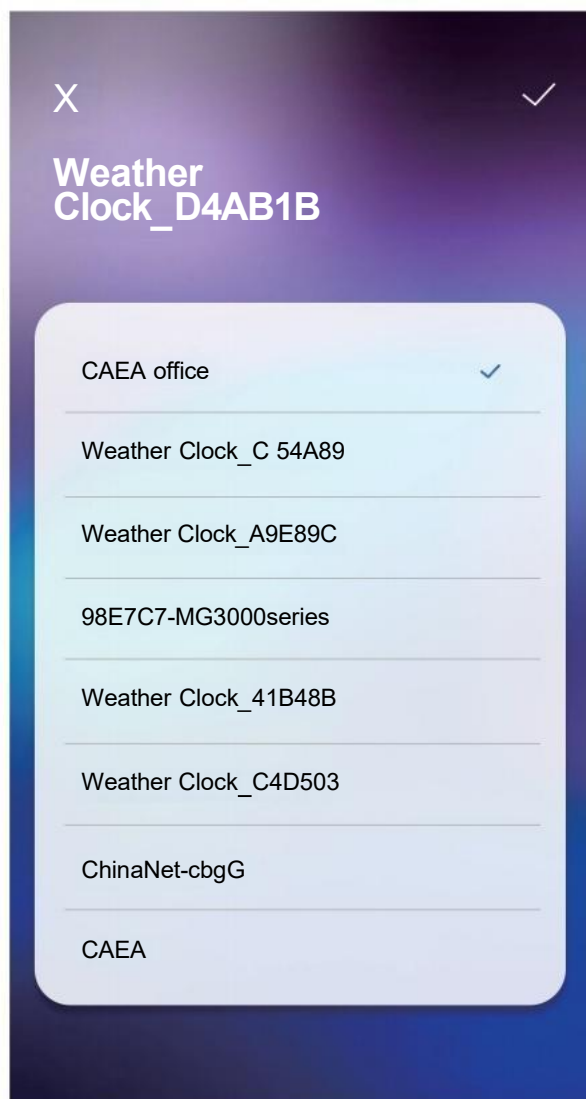 X
Weather
Clock_D4AB1B
CAEA office
Weather Clock_C 54A89
Weather Clock_A9E89C
98E7C7-MG3000series
Weather Clock_41B48B
Weather Clock_C4D503
ChinaNet-cbgG
CAEA